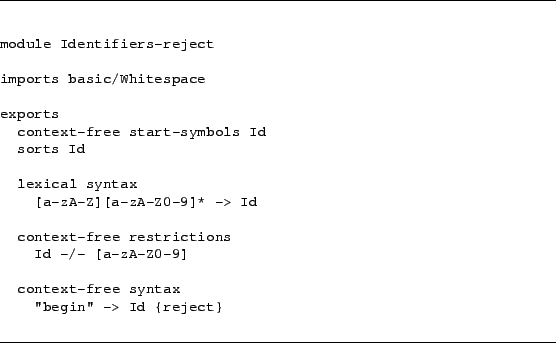 module Identifiers-reject
imports basic/Whitespace
exports
context-free start-symbols Id
sorts Id
lexical syntax
[a-zA-Z][a-zA-Z0-9]* -> Id
context-free restrictions
Id -/- [a-zA-Z0-9]
context-free syntax
"begin" -> Id {reject}